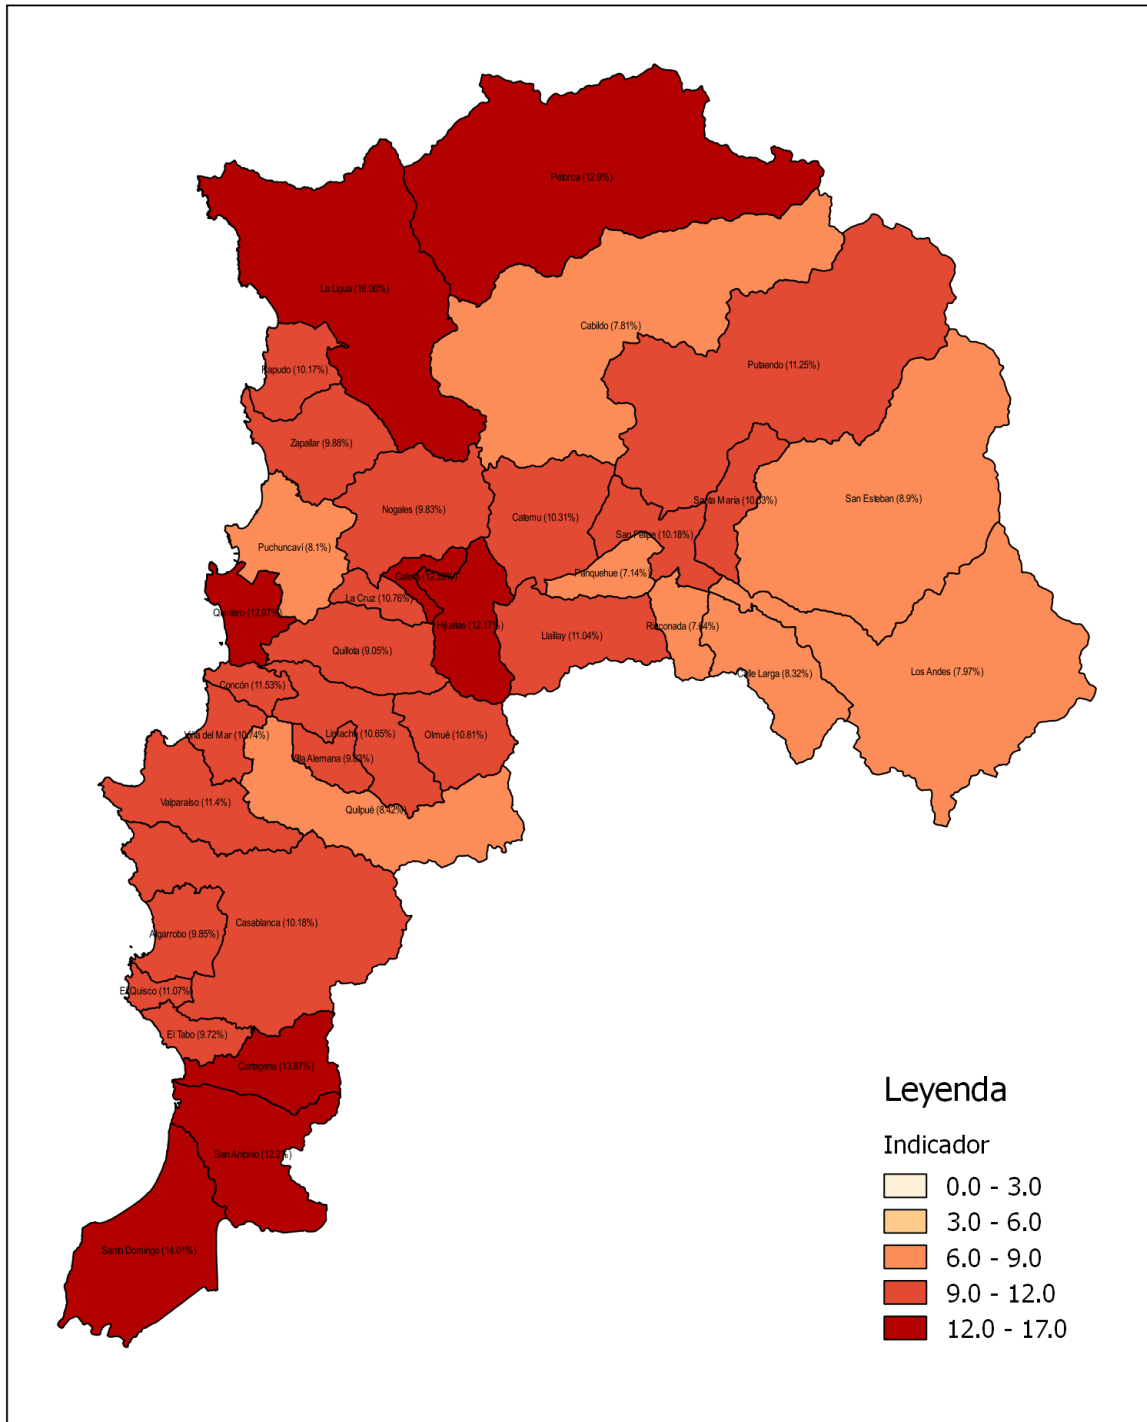 Petorca (12.9%)
La Ligua (16.06%)
Cabildo (7.81%)
Putaendo (11.25%)
Papudo (10.17%)
Zapallar (9.88%)
Santa María (10.33%)
San Esteban (8.9%)
Nogales (9.83%)
Catemu (10.31%)
San Felipe (10.18%)
Puchuncaví (8.1%)
Panquehue (7.14%)
Calera
La Cruz (10.76%)
Quintero (13.97%)
Hijuelas (12.17%)
Rinconada (7.64%)
Llaillay (11.04%)
Quillota (9.05%)
Calle Larga (8.32%)
Los Andes (7.97%)
Concón (11.53%)
Viña del Mar (10.74%)
Limache (10.65%)
Olmué (10.81%)
Villa Alemana (9.83%)
Valparaíso (11.4%)
Quilpué (8.42%)
Casablanca (10.18%)
Algarrobo (9.85%)
El Quisco (11.07%)
El Tabo (9.72%)
Cartagena (13.87%)
San Antonio (12.2%)
Santo Domingo (14.01%)
Leyenda
Indicador
0.0 - 3.0
3.0 - 6.0
6.0 - 9.0
9.0 - 12.0
12.0 - 17.0